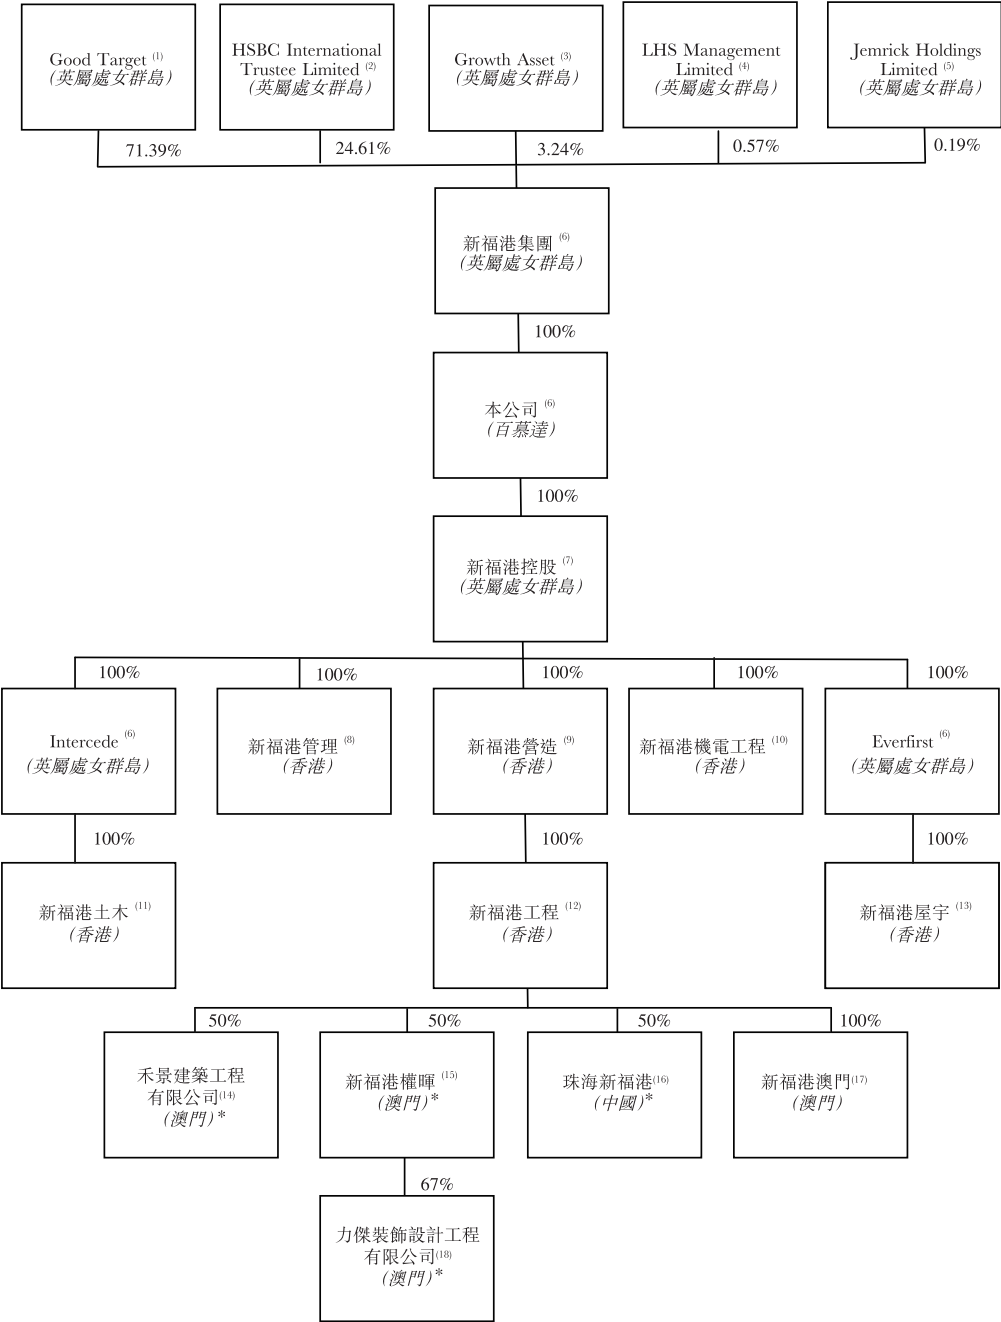 Good Target (1)
(英屬處女群島)
HSBC International
Trustee Limited (2)
(英屬處女群島)
Growth Asset (3)
(英屬處女群島)
LHS Management
Limited (4)
(英屬處女群島)
Jemrick Holdings
Limited (5)
(英屬處女群島)
71.39%
24.61%
3.24%
0.57%
0.19%
新福港集團 (6)
(英屬處女群島)
100%
本公司 (6)
(百慕達)
100%
新福港控股 (7)
(英屬處女群島)
100%
100%
100%
100%
100%
Intercede (6)
(英屬處女群島)
新福港管理 (8)
(香港)
新福港營造 (9)
(香港)
新福港機電工程 (10)
(香港)
Everfirst (6)
(英屬處女群島)
100%
100%
100%
新福港土木 (11)
(香港)
新福港工程 (12)
(香港)
新福港屋宇 (13)
(香港)
50%
50%
50%
100%
禾景建築工程
有限公司(14)
(澳門)*
新福港權暉 (15)
(澳門)*
珠海新福港(16)
(中國)*
新福港澳門(17)
(澳門)
67%
力傑裝飾設計工程
有限公司(18)
(澳門)*